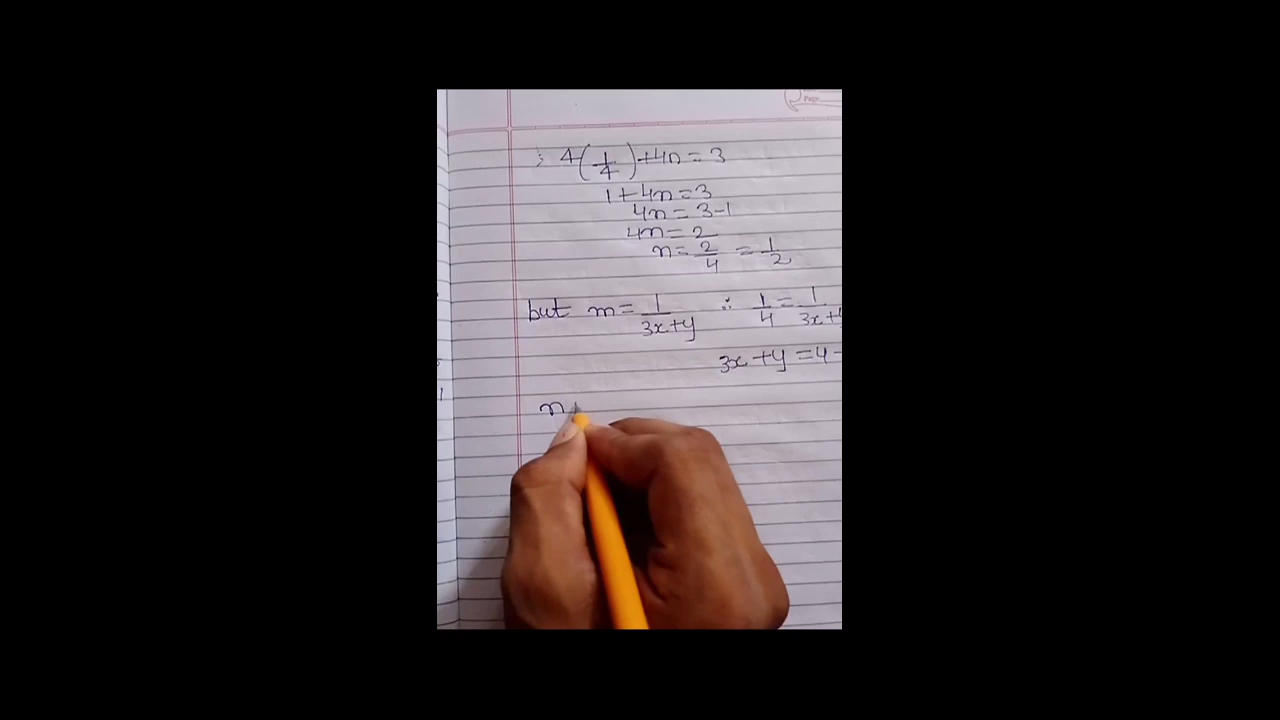 Page
∴ 4(1/4)+4n=3
1+4n=3
4n=3-1
4n=2
n=2/4 =1/2
but m=1/3x+y ∴ 1/4=1/3x+y
3x+y=4-
n